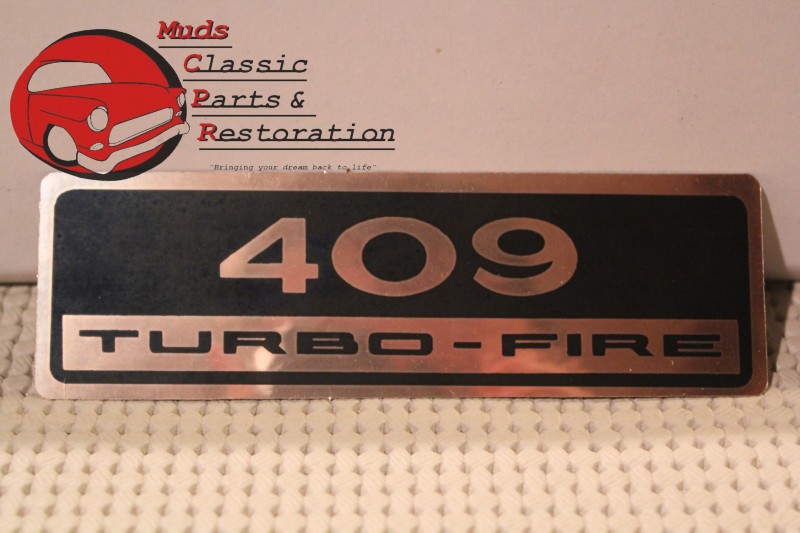 Muds
Classic
Parts &
Restoration
"Bringing your dream back to life"
409
TURBO-FIRE